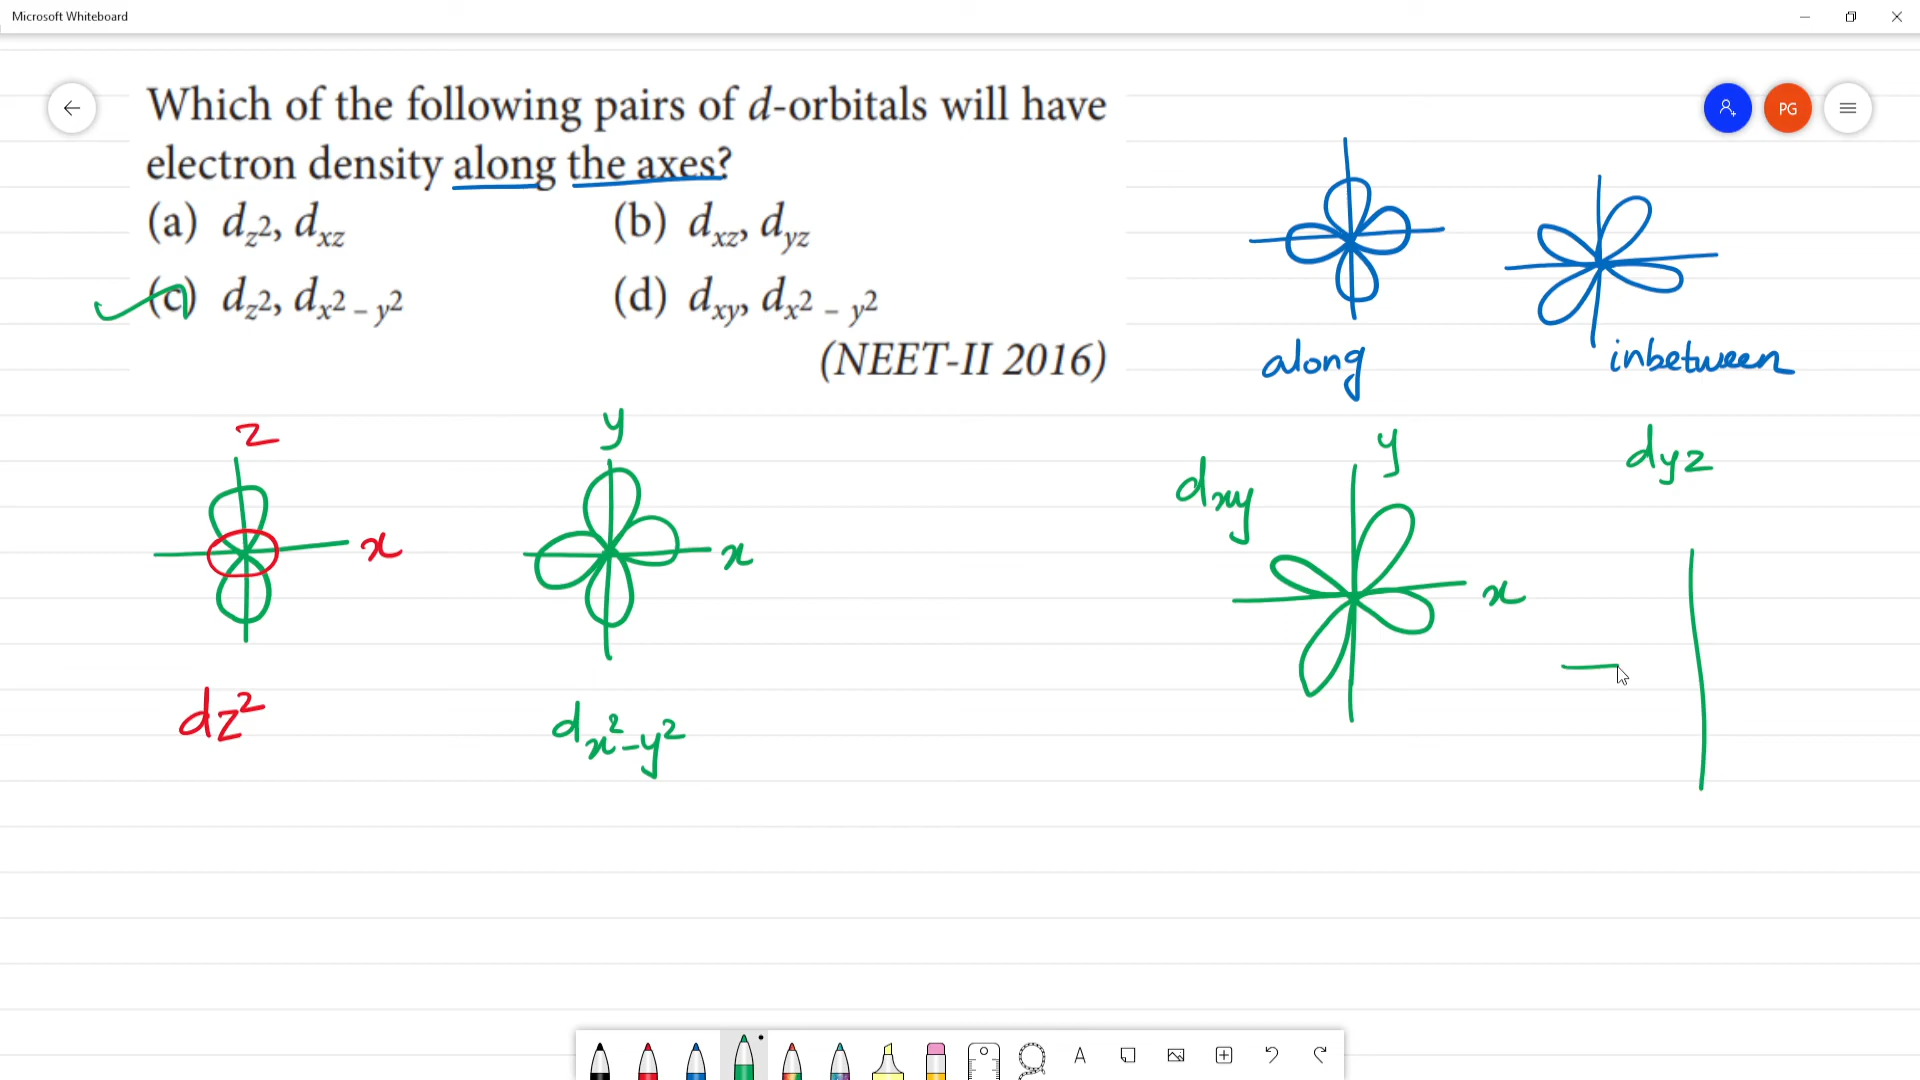 Microsoft Whiteboard
Which of the following pairs of d-orbitals will have
electron density along the axes?
(a) dz2, dxz (b) dxz, dyz
(c) dz2, dx2 – y2 (d) dxy, dx2 – y2
(NEET-II 2016)
PG
along
inbetween
z
x
dz²
y
x
dx²-y²
dxy
y
x
dyz
A